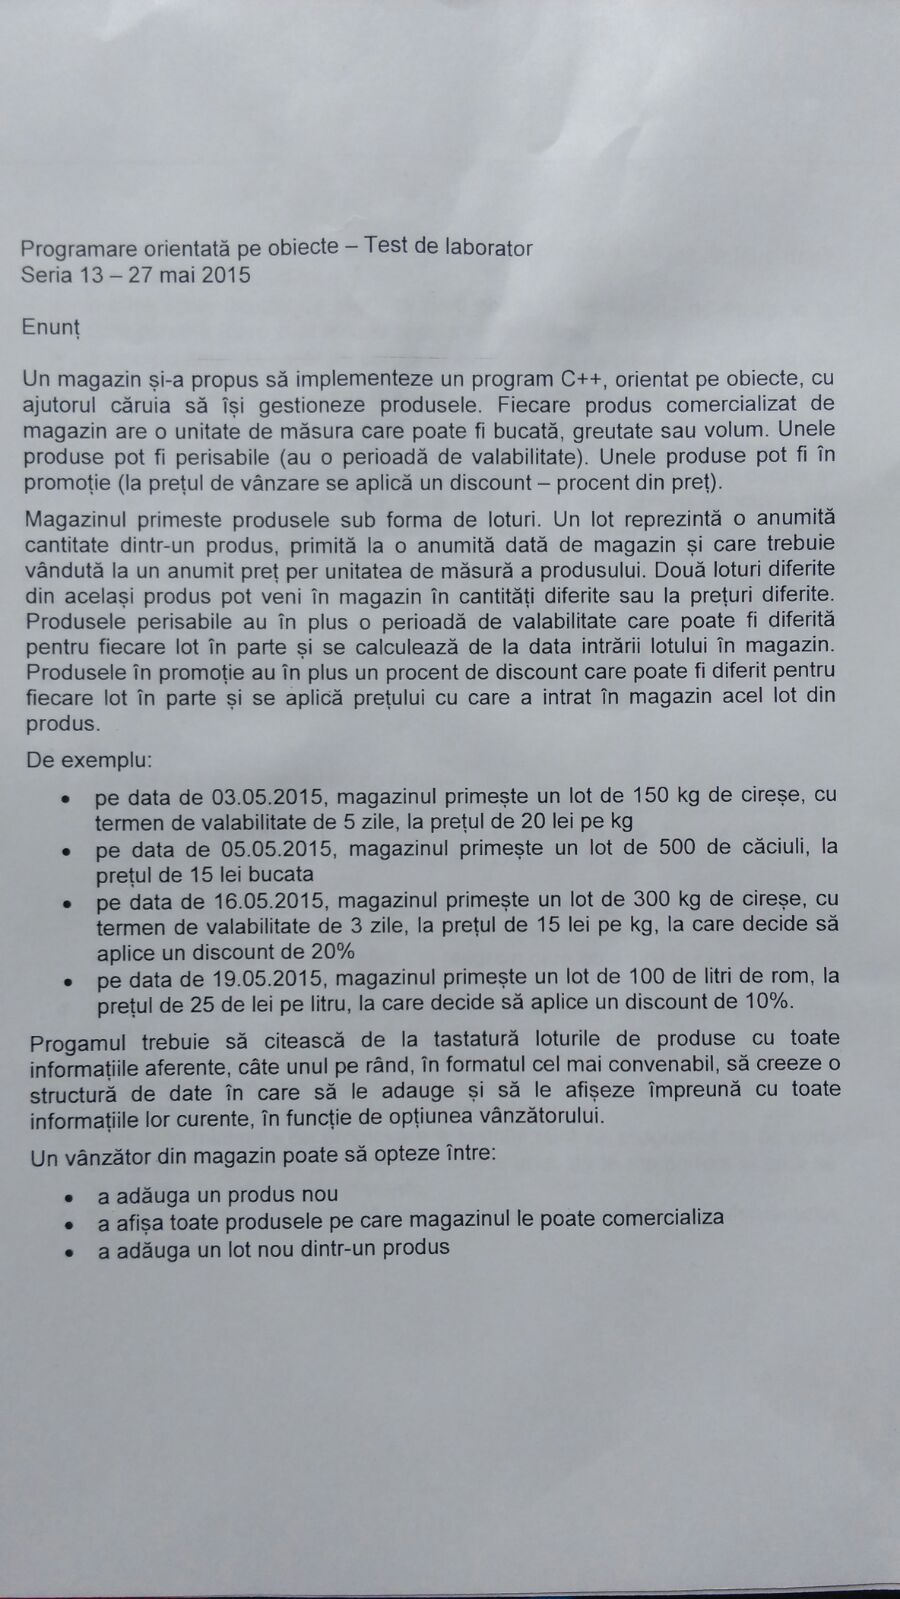 Programare orientată pe obiecte – Test de laborator
Seria 13 – 27 mai 2015
Enunț
Un magazin și-a propus să implementeze un program C++, orientat pe obiecte, cu
ajutorul căruia să își gestioneze produsele. Fiecare produs comercializat de
magazin are o unitate de măsura care poate fi bucată, greutate sau volum. Unele
produse pot fi perisabile (au o perioadă de valabilitate). Unele produse pot fi în
promoție (la prețul de vânzare se aplică un discount – procent din preț).
Magazinul primeste produsele sub forma de loturi. Un lot reprezintă o anumită
cantitate dintr-un produs, primită la o anumită dată de magazin și care trebuie
vândută la un anumit preț per unitatea de măsură a produsului. Două loturi diferite
din același produs pot veni în magazin în cantități diferite sau la prețuri diferite.
Produsele perisabile au în plus o perioadă de valabilitate care poate fi diferită
pentru fiecare lot în parte și se calculează de la data intrării lotului în magazin.
Produsele în promoție au în plus un procent de discount care poate fi diferit pentru
fiecare lot în parte și se aplică prețului cu care a intrat în magazin acel lot din
produs.
De exemplu:
• pe data de 03.05.2015, magazinul primește un lot de 150 kg de cireșe, cu
termen de valabilitate de 5 zile, la prețul de 20 lei pe kg
• pe data de 05.05.2015, magazinul primește un lot de 500 de căciuli, la
prețul de 15 lei bucata
• pe data de 16.05.2015, magazinul primește un lot de 300 kg de cireșe, cu
termen de valabilitate de 3 zile, la prețul de 15 lei pe kg, la care decide să
aplice un discount de 20%
• pe data de 19.05.2015, magazinul primește un lot de 100 de litri de rom, la
prețul de 25 de lei pe litru, la care decide să aplice un discount de 10%.
Progamul trebuie să citească de la tastatură loturile de produse cu toate
informațiile aferente, câte unul pe rând, în formatul cel mai convenabil, să creeze o
structură de date în care să le adauge și să le afișeze împreună cu toate
informațiile lor curente, în funcție de opțiunea vânzătorului.
Un vânzător din magazin poate să opteze între:
• a adăuga un produs nou
• a afișa toate produsele pe care magazinul le poate comercializa
• a adăuga un lot nou dintr-un produs